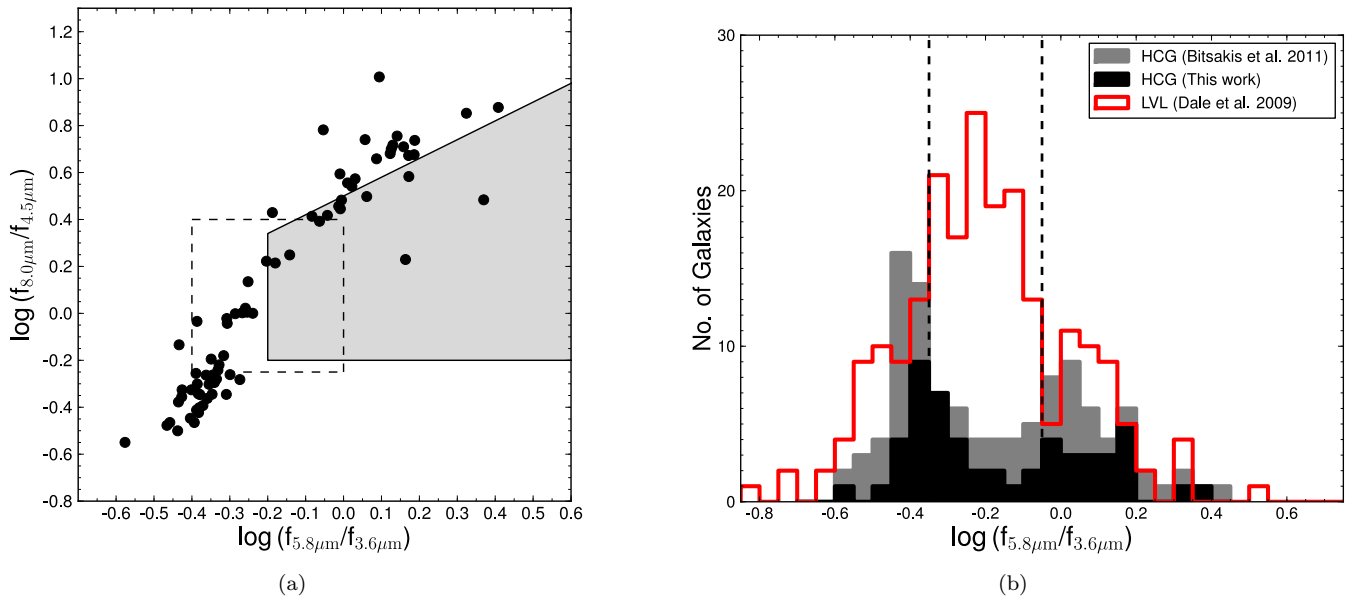 1.2
1.0
0.8
0.6
0.4
0.2
0.0
-0.2
-0.4
-0.6
-0.8
log (f8.0μm/f4.5μm)
-0.6 -0.5 -0.4 -0.3 -0.2 -0.1 0.0 0.1 0.2 0.3 0.4 0.5 0.6
log (f5.8μm/f3.6μm)
(a)
30
20
10
0
No. of Galaxies
HCG (Bitsakis et al. 2011)
HCG (This work)
LVL (Dale et al. 2009)
-0.8 -0.4 -0.2 0.0 0.4 0.6
log (f5.8μm/f3.6μm)
(b)